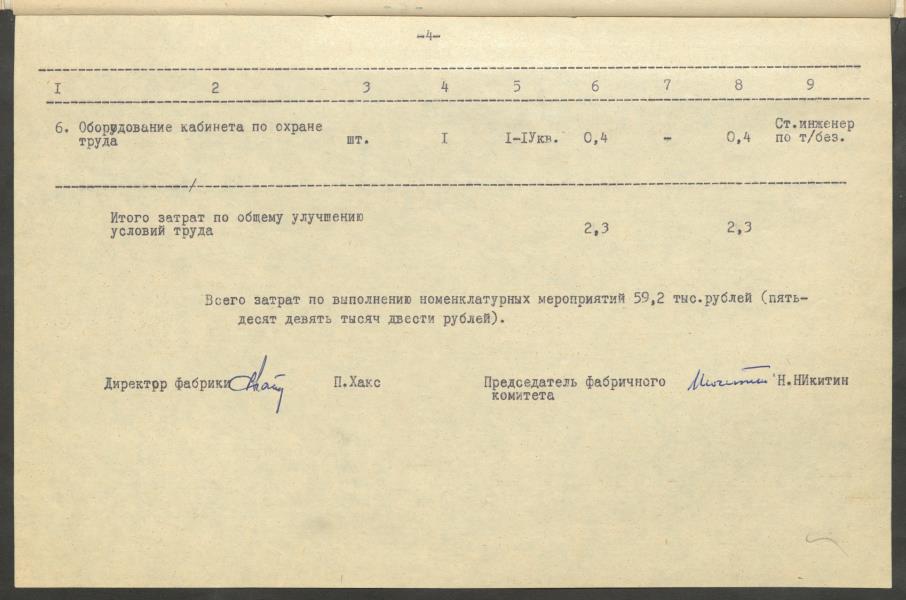 -4-
I 2 3 4 5 6 7 8 9
6. Оборудование кабинета по охране
труда шт. I I-IУкв. 0,4 - 0,4 Ст.инженер
по т/без.
Итого затрат по общему улучшению
условий труда 2,3 2,3
Всего затрат по выполнению номенклатурных мероприятий 59,2 тыс.рублей (пять-
десят девять тысяч двести рублей).
Директор фабрики П.Хакс Председатель фабричного Н.НИкитин
комитета